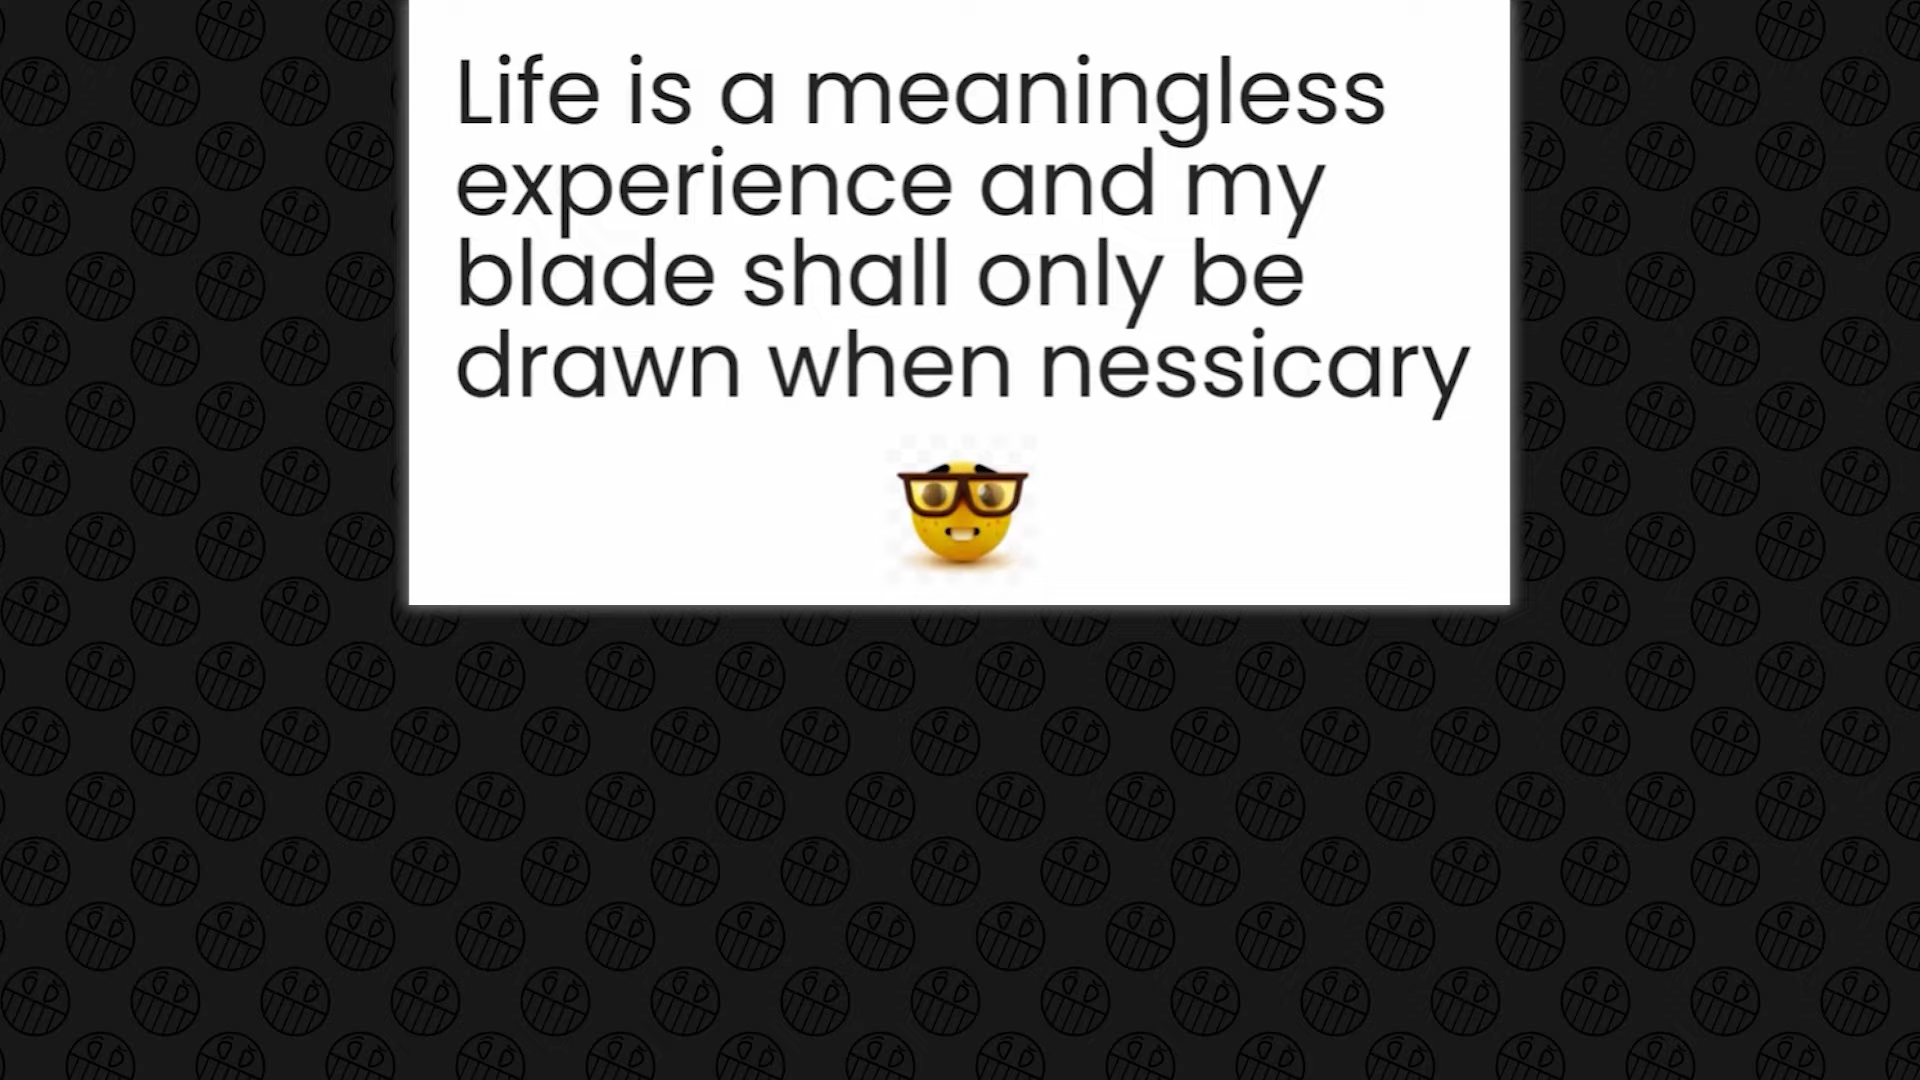 Life is a meaningless
experience and my
blade shall only be
drawn when nessicary